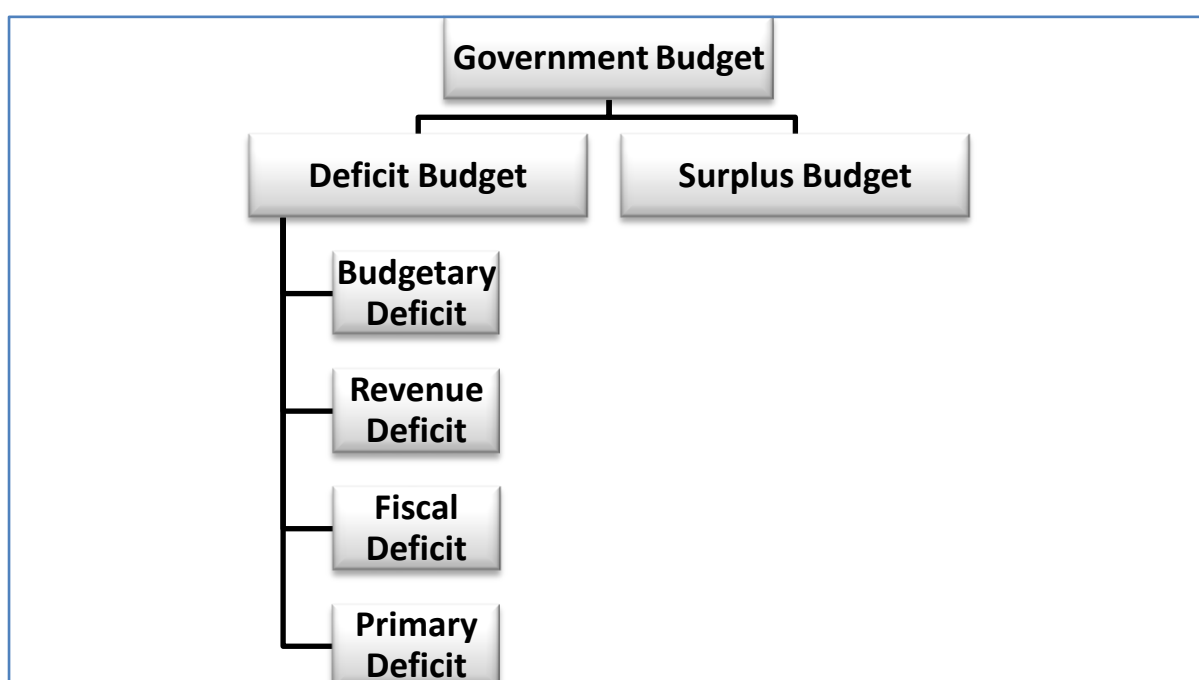 Government Budget
Deficit Budget
Surplus Budget
Budgetary
Deficit
Revenue
Deficit
Fiscal
Deficit
Primary
Deficit